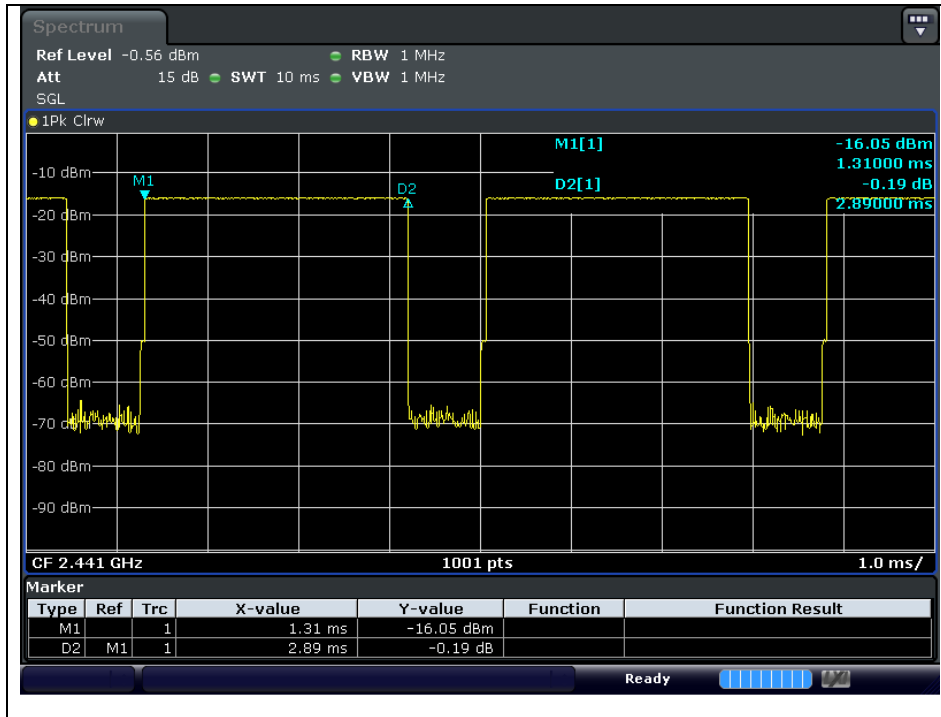 Spectrum
Ref Level -0.56 dBm RBW 1 MHz
Att 15 dB SWT 10 ms VBW 1 MHz
SGL
1Pk Clrw
M1[1] -16.05 dBm
1.31000 ms
D2[1] -0.19 dB
2.89000 ms
M1
D2
-10 dBm
-20 dBm
-30 dBm
-40 dBm
-50 dBm
-60 dBm
-70 dBm
-80 dBm
-90 dBm
CF 2.441 GHz 1001 pts 1.0 ms/
Marker
Type Ref Trc X-value Y-value Function Function Result
M1 1 1.31 ms -16.05 dBm
D2 M1 1 2.89 ms -0.19 dB
Ready